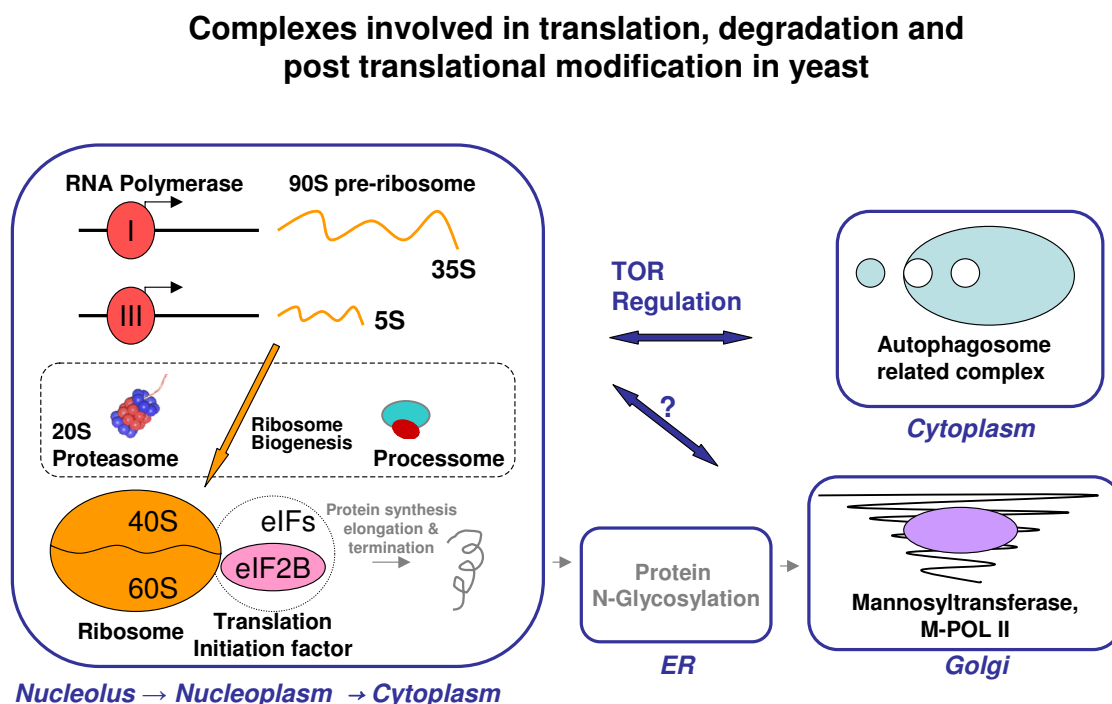 Complexes involved in translation, degradation and
post translational modification in yeast
RNA Polymerase
90S pre-ribosome
I
35S
III
5S
20S
Proteasome
Ribosome
Biogenesis
Processome
40S
60S
Ribosome
eIFs
eIF2B
Translation
Initiation factor
Protein synthesis
elongation &
termination
Nucleolus → Nucleoplasm → Cytoplasm
TOR
Regulation
?
Autophagosome
related complex
Cytoplasm
Protein
N-Glycosylation
ER
Mannosyltransferase,
M-POL II
Golgi